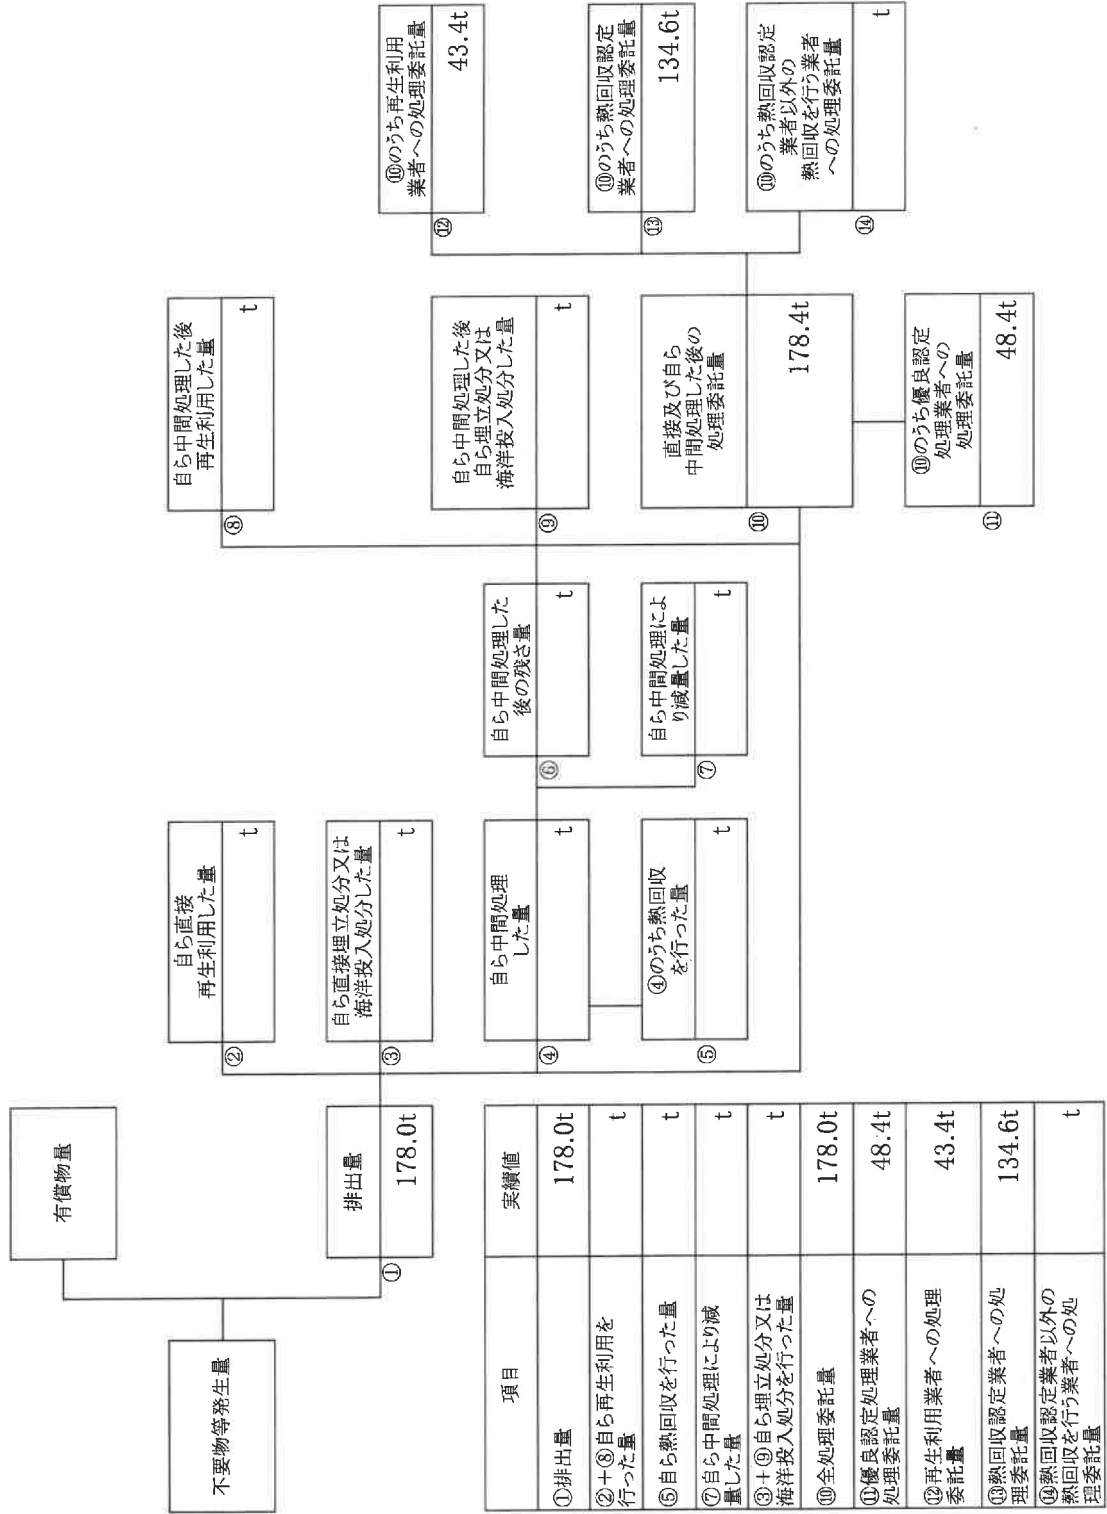 不要物等発生量
有償物量
排出量
①
178.0t
自ら直接
再生利用した量
②
t
自ら直接埋立処分又は
海洋投入処分した量
③
t
自ら中間処理
した量
④
t
④のうち熱回収
を行った量
⑤
t
自ら中間処理した
後の残さ量
⑥
t
自ら中間処理によ
り減量した量
⑦
t
自ら中間処理した後
再生利用した量
⑧
t
自ら中間処理した後
自ら埋立処分又は
海洋投入処分した量
⑨
t
直接及び自ら
中間処理した後の
処理委託量
⑩
178.4t
⑩のうち優良認定
処理業者への
処理委託量
⑪
48.4t
⑩のうち再生利用
業者への処理委託量
⑫
43.4t
⑩のうち熱回収認定
業者への処理委託量
⑬
134.6t
⑩のうち熱回収認定
業者以外の
熱回収を行う業者
への処理委託量
⑭
t
項目
実績値
①排出量
178.0t
②+⑧自ら再生利用を
行った量
t
⑤自ら熱回収を行った量
t
⑦自ら中間処理により減
量した量
t
③+⑨自ら埋立処分又は
海洋投入処分を行った量
t
⑩全処理委託量
178.0t
⑪優良認定処理業者への
処理委託量
48.4t
⑫再生利用業者への処理
委託量
43.4t
⑬熱回収認定業者への処
理委託量
134.6t
⑭熱回収認定業者以外の
熱回収を行う業者への処
理委託量
t